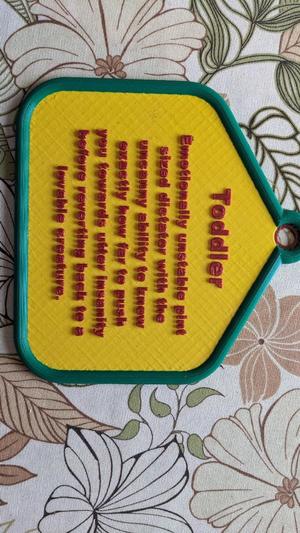 Toddler
Emotionally unstable pint
sized dictator with the
uncanny ability to know
exactly how far to push
you towards utter insanity
before reverting back to a
lovable creature.